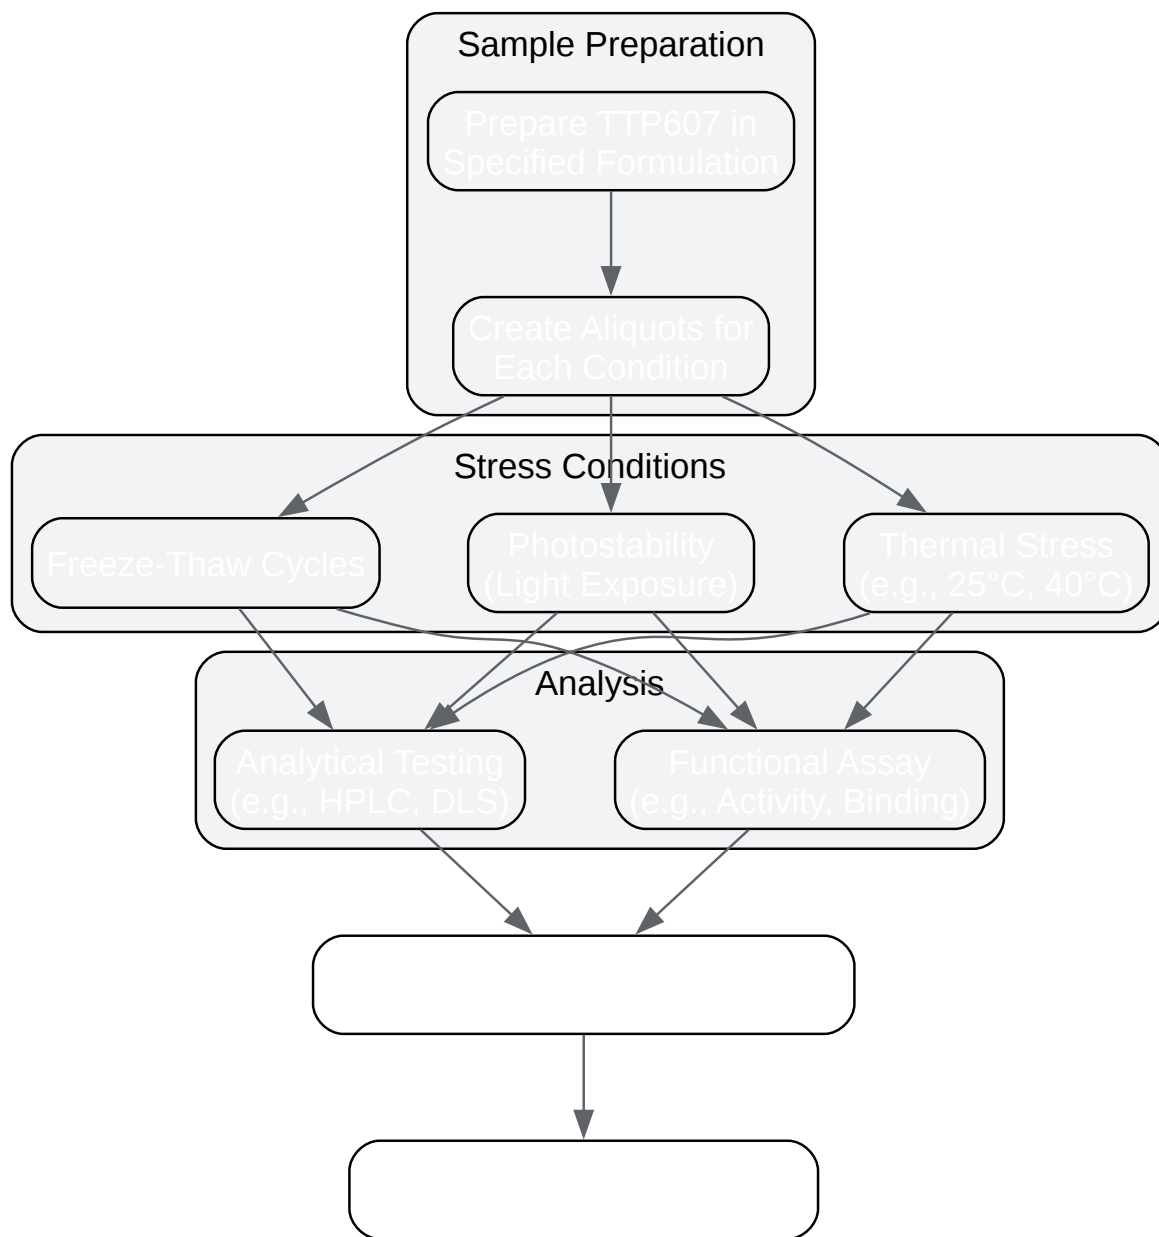 Sample Preparation
Prepare TTP607 in
Specified Formulation
Create Aliquots for
Each Condition
Stress Conditions
Freeze-Thaw Cycles
Photostability
(Light Exposure)
Thermal Stress
(e.g., 25°C, 40°C)
Analysis
Analytical Testing
(e.g., HPLC, DLS)
Functional Assay
(e.g., Activity, Binding)